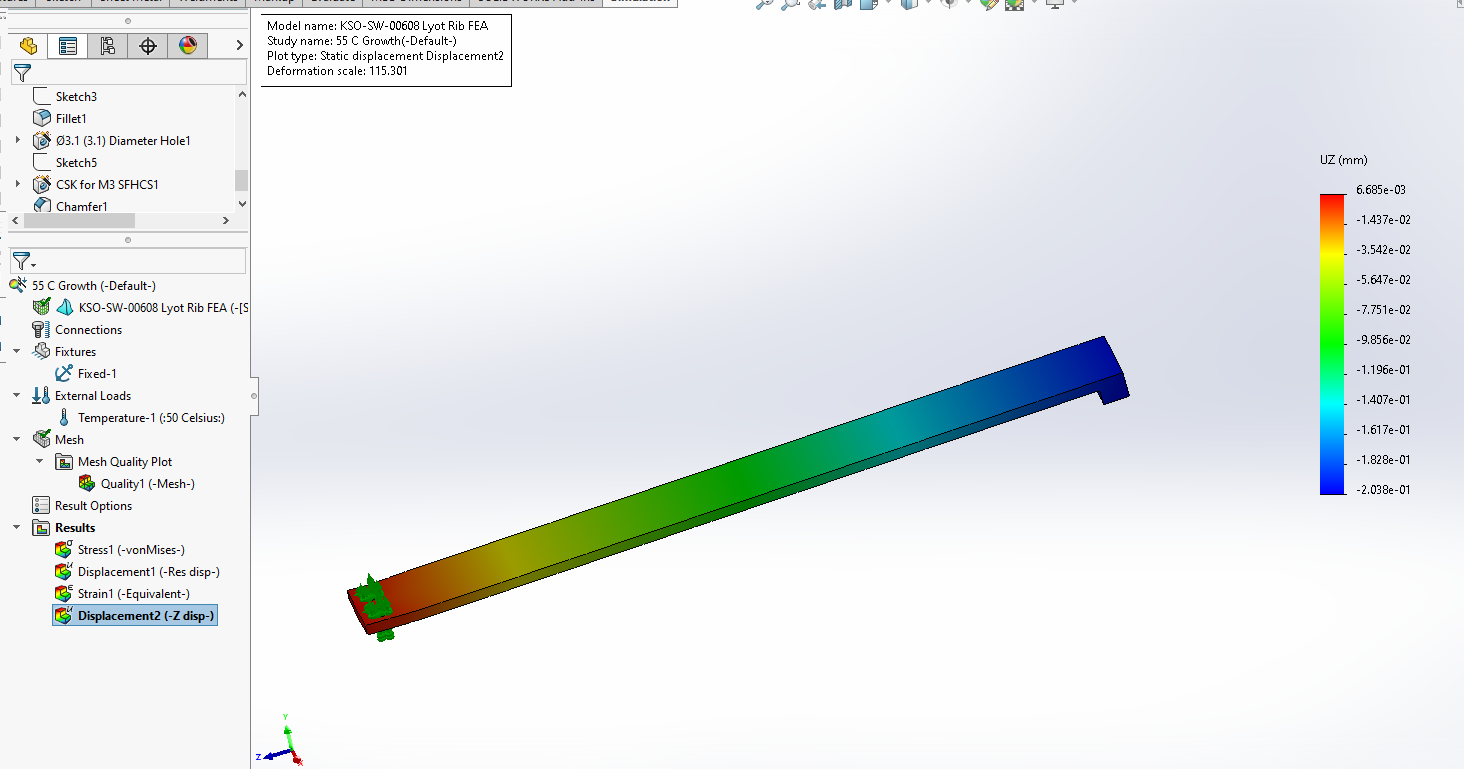 Model name: KSO-SW-00608 Lyot Rib FEA
Study name: 55 C Growth(-Default-)
Plot type: Static displacement Displacement2
Deformation scale: 115.301
Sketch3
Fillet1
Ø3.1 (3.1) Diameter Hole1
Sketch5
CSK for M3 SFHCS1
Chamfer1
55 C Growth (-Default-)
KSO-SW-00608 Lyot Rib FEA (-[S
Connections
Fixtures
Fixed-1
External Loads
Temperature-1 (:50 Celsius:)
Mesh
Mesh Quality Plot
Quality1 (-Mesh-)
Result Options
Results
Stress1 (-vonMises-)
Displacement1 (-Res disp-)
Strain1 (-Equivalent-)
Displacement2 (-Z disp-)
UZ (mm)
6.685e-03
-1.437e-02
-3.542e-02
-5.647e-02
-7.751e-02
-9.856e-02
-1.196e-01
-1.407e-01
-1.617e-01
-1.828e-01
-2.038e-01
Y
Z
X